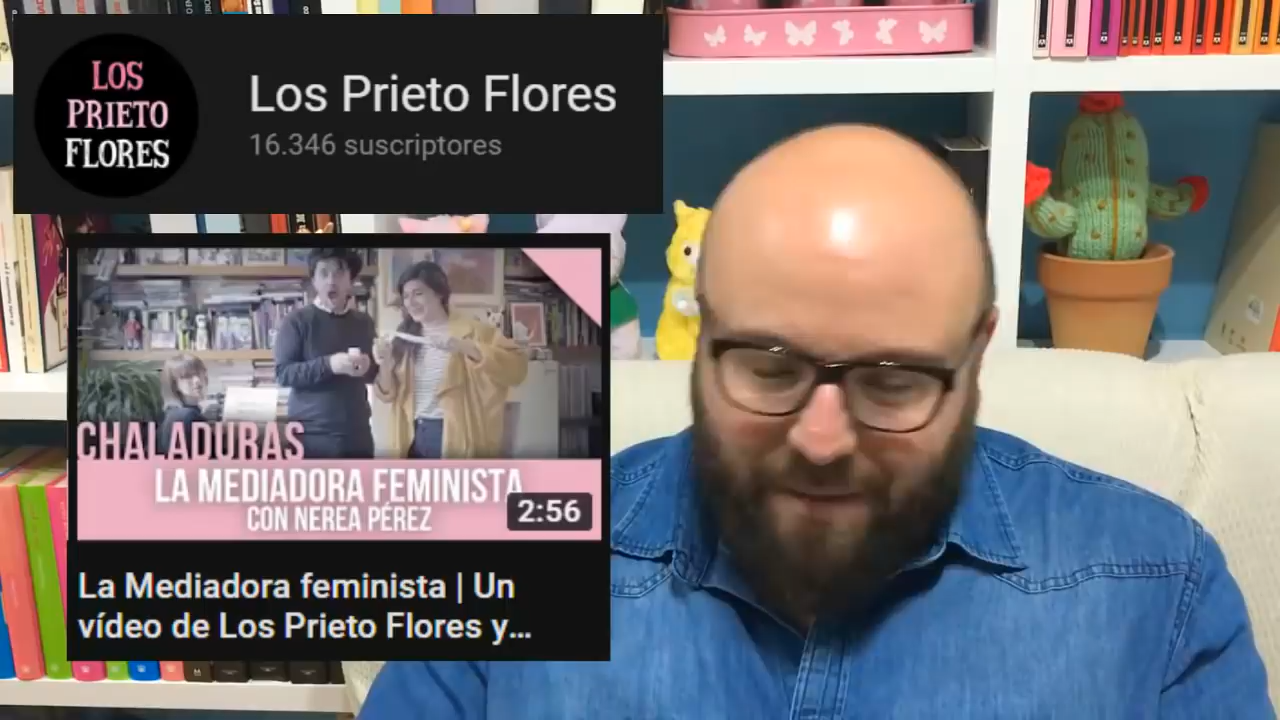 LOS
PRIETO
FLORES
Los Prieto Flores
16.346 suscriptores
CHALADURAS
LA MEDIADORA FEMINISTA
CON NEREA PÉREZ
2:56
La Mediadora feminista | Un
vídeo de Los Prieto Flores y...